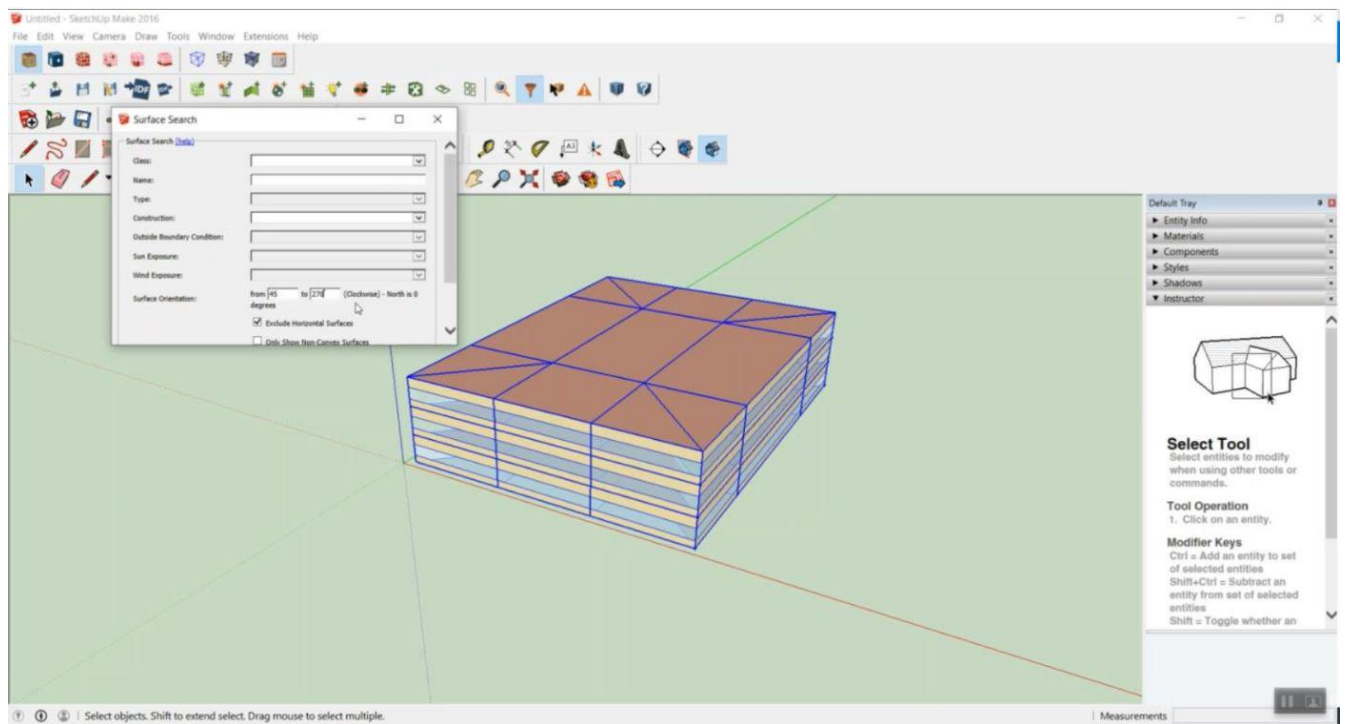 Untitled - SketchUp Make 2016
File Edit View Camera Draw Tools Window Extensions Help
Surface Search
Surface Search (help)
Class:
Name:
Type:
Construction:
Outside Boundary Condition:
Sun Exposure:
Wind Exposure:
Surface Orientation: from 45 to 270 (Clockwise) - North is 0
degrees
Exclude Horizontal Surfaces
Only Show Non-Convex Surfaces
Default Tray
Entity Info
Materials
Components
Styles
Shadows
Instructor
Select Tool
Select entities to modify
when using other tools or
commands.
Tool Operation
1. Click on an entity.
Modifier Keys
Ctrl = Add an entity to set
of selected entities
Shift+Ctrl = Subtract an
entity from set of selected
entities
Shift = Toggle whether an
Select objects. Shift to extend select. Drag mouse to select multiple.
Measurements